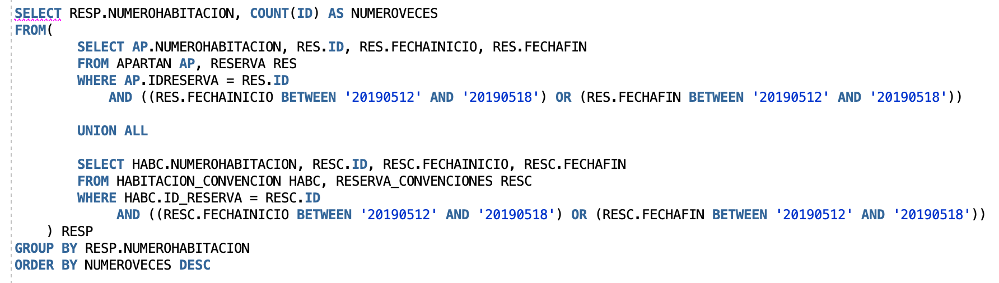 SELECT RESP.NUMEROHABITACION, COUNT(ID) AS NUMEROVECES
FROM(
SELECT AP.NUMEROHABITACION, RES.ID, RES.FECHAINICIO, RES.FECHAFIN
FROM APARTAN AP, RESERVA RES
WHERE AP.IDRESERVA = RES.ID
AND ((RES.FECHAINICIO BETWEEN '20190512' AND '20190518') OR (RES.FECHAFIN BETWEEN '20190512' AND '20190518'))
UNION ALL
SELECT HABC.NUMEROHABITACION, RESC.ID, RESC.FECHAINICIO, RESC.FECHAFIN
FROM HABITACION_CONVENCION HABC, RESERVA_CONVENCIONES RESC
WHERE HABC.ID_RESERVA = RESC.ID
AND ((RESC.FECHAINICIO BETWEEN '20190512' AND '20190518') OR (RESC.FECHAFIN BETWEEN '20190512' AND '20190518'))
) RESP
GROUP BY RESP.NUMEROHABITACION
ORDER BY NUMEROVECES DESC